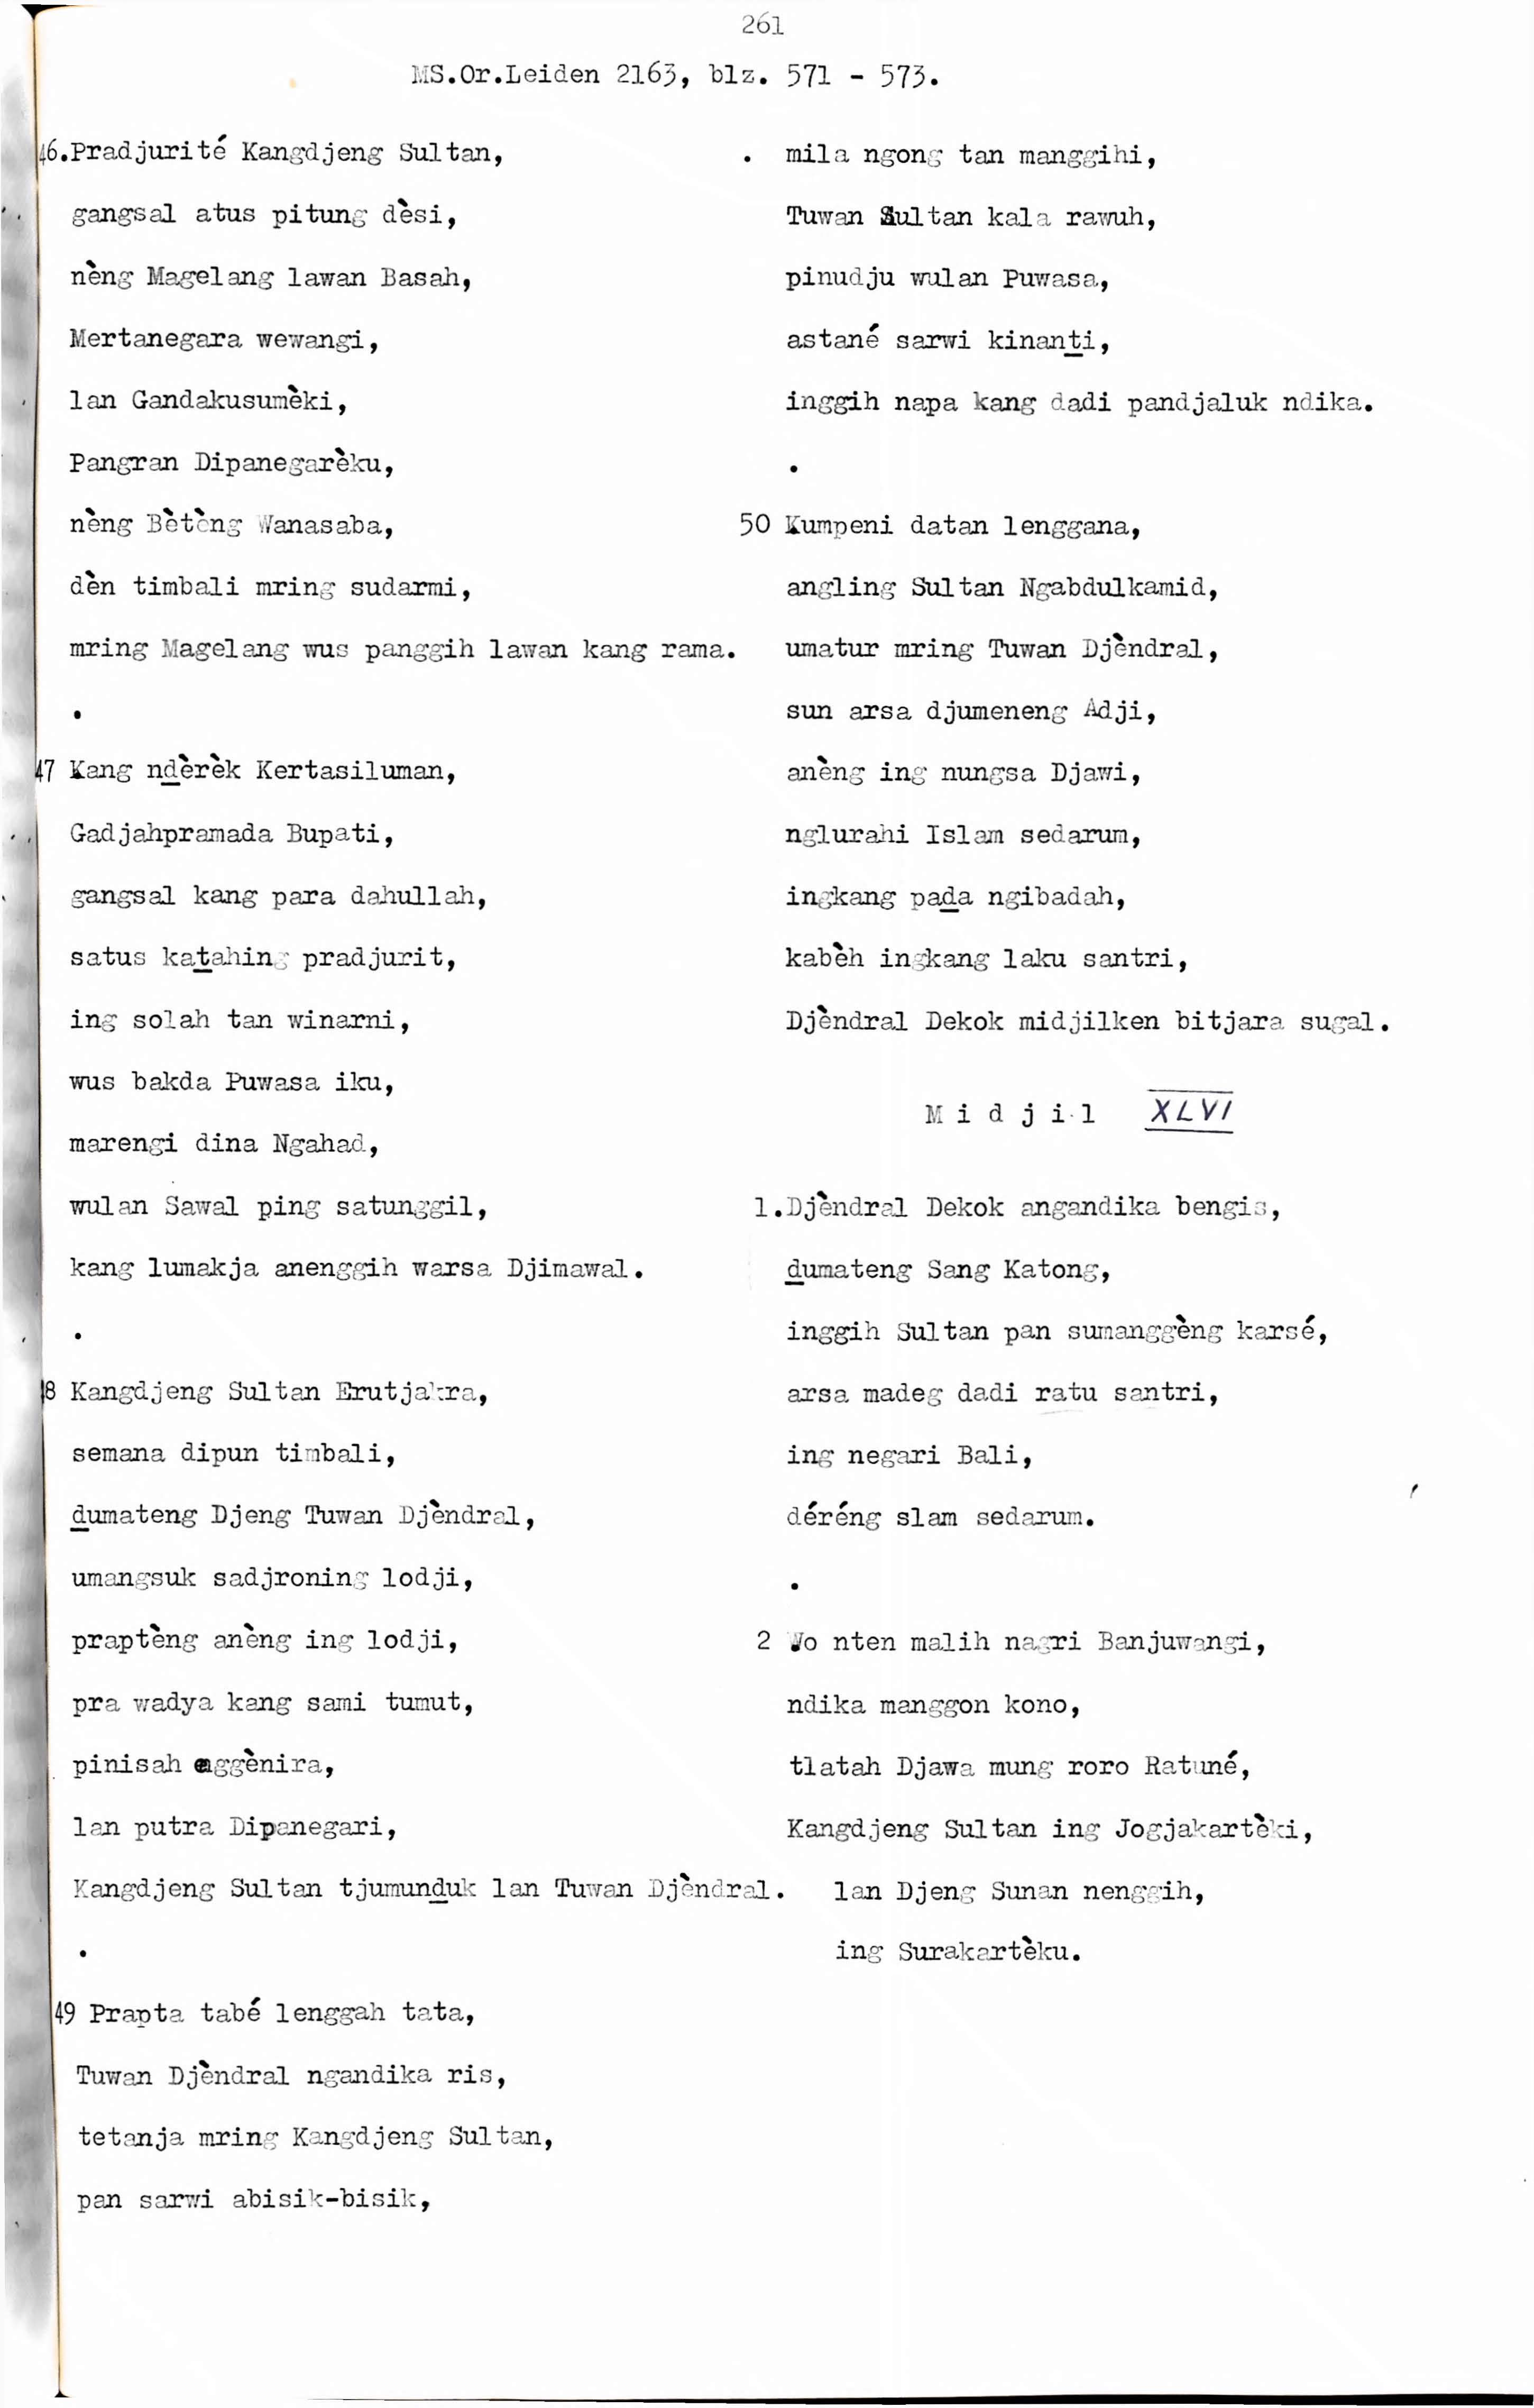 261
MS.Or.Leiden 2163, blz. 571 - 573.
46.Pradjurité Kangdjeng Sultan,
gangsal atus pitung dèsi,
nèng Magelang lawan Basah,
Mertanegara wewangi,
lan Gandakusumèki,
Pangran Dipanegarèku,
nèng Bètèng Wanasaba,
dèn timbali mring sudarmi,
mring Magelang wus panggih lawan kang rama.
.
47 Kang nḏèrèk Kertasiluman,
Gadjahpramada Bupati,
gangsal kang para dahullah,
satus kaṯahing pradjurit,
ing solah tan winarni,
wus bakda Puwasa iku,
marengi dina Ngahad,
wulan Sawal ping satunggil,
kang lumakja anenggih warsa Djimawal.
.
48 Kangdjeng Sultan Erutjakra,
semana dipun timbali,
ḏumateng Djeng Tuwan Djèndral,
umangsuk sadjroning lodji,
praptèng anèng ing lodji,
pra wadya kang sami tumut,
pinisah enggènira,
lan putra Dipanegari,
Kangdjeng Sultan tjumunḏuk lan Tuwan Djèndral.
.
49 Prapta tabé lenggah tata,
Tuwan Djèndral ngandika ris,
tetanja mring Kangdjeng Sultan,
pan sarwi abisik-bisik,
. mila ngong tan manggihi,
Tuwan Sultan kala rawuh,
pinudju wulan Puwasa,
astané sarwi kinanṯi,
inggih napa kang dadi pandjaluk ndika.
.
50 Kumpeni datan lenggana,
angling Sultan Ngabdulkamid,
umatur mring Tuwan Djèndral,
sun arsa djumeneng Adji,
anèng ing nungsa Djawi,
nglurahi Islam sedarum,
ingkang paḏa ngibadah,
kabèh ingkang laku santri,
Djèndral Dekok midjilken bitjara sugal.
M i d j i l XLVI
1.Djèndral Dekok angandika bengis,
ḏumateng Sang Katong,
inggih Sultan pan sumanggèng karsé,
arsa madeg dadi ratu santri,
ing negari Bali,
déréng slam sedarum.
.
2 Wo nten malih nagri Banjuwangi,
ndika manggon kono,
tlatah Djawa mung roro Ratuné,
Kangdjeng Sultan ing Jogjakartèki,
lan Djeng Sunan nenggih,
ing Surakartèku.